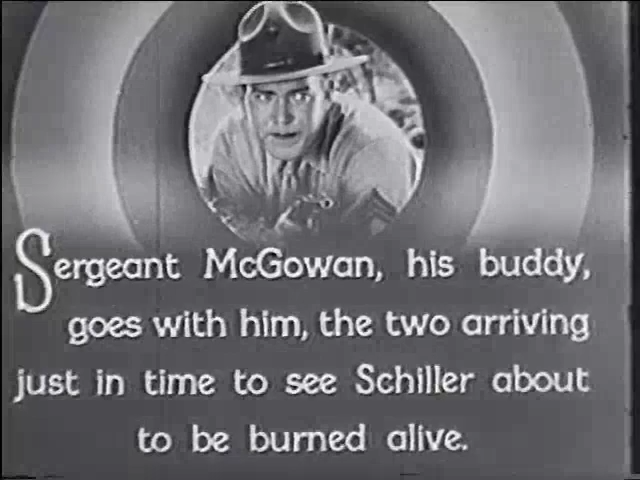 Sergeant McGowan, his buddy,
goes with him, the two arriving
just in time to see Schiller about
to be burned alive.